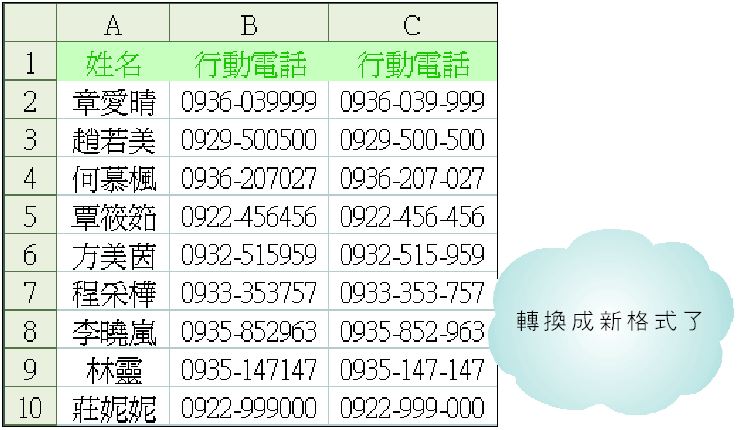 A B C
1 姓名 行動電話 行動電話
2 章愛晴 0936-039999 0936-039-999
3 趙若美 0929-500500 0929-500-500
4 何慕楓 0936-207027 0936-207-027
5 覃筱筎 0922-456456 0922-456-456
6 方美茵 0932-515959 0932-515-959
7 程采樺 0933-353757 0933-353-757
8 李曉嵐 0935-852963 0935-852-963
9 林靈 0935-147147 0935-147-147
10 莊妮妮 0922-999000 0922-999-000
轉換成新格式了